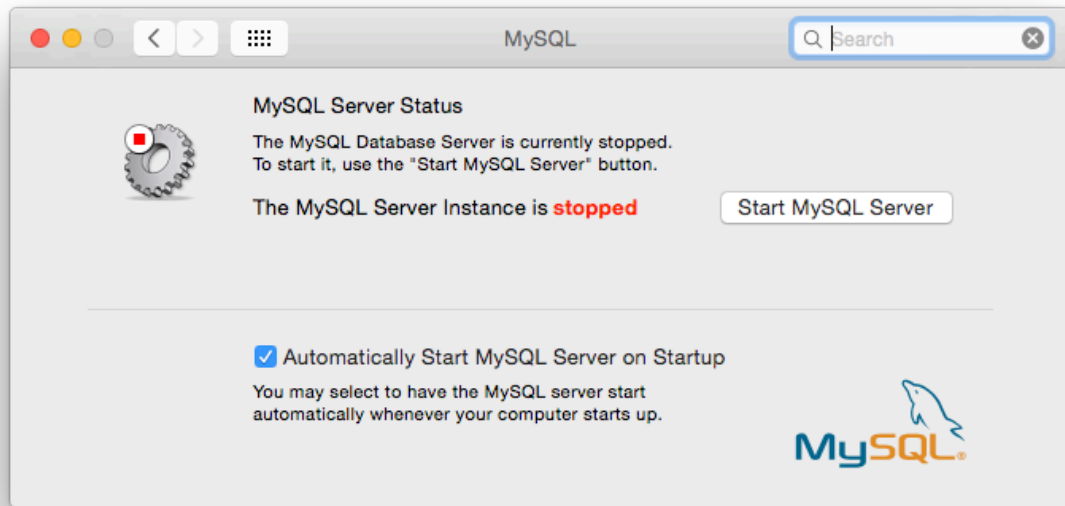 MySQL
Search
MySQL Server Status
The MySQL Database Server is currently stopped.
To start it, use the "Start MySQL Server" button.
The MySQL Server Instance is stopped
Start MySQL Server
Automatically Start MySQL Server on Startup
You may select to have the MySQL server start
automatically whenever your computer starts up.
MySQL®